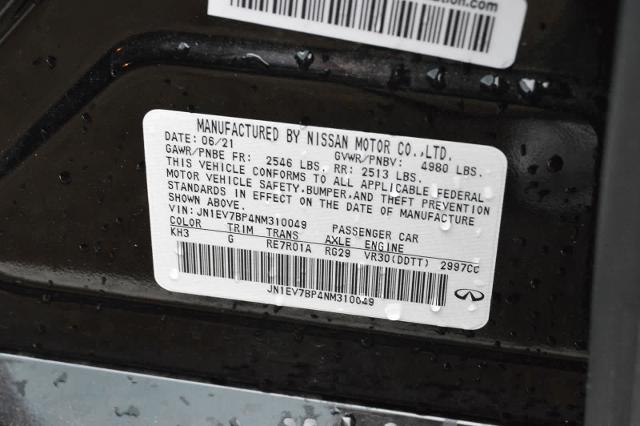 MANUFACTURED BY NISSAN MOTOR CO.,LTD.
DATE: 06/21 GVWR/PNBV: 4980 LBS.
GAWR/PNBE FR: 2546 LBS. RR: 2513 LBS.
THIS VEHICLE CONFORMS TO ALL APPLICABLE FEDERAL
MOTOR VEHICLE SAFETY,BUMPER,AND THEFT PREVENTION
STANDARDS IN EFFECT ON THE DATE OF MANUFACTURE
SHOWN ABOVE.
VIN: JN1EV7BP4NM310049 PASSENGER CAR
COLOR TRIM TRANS AXLE ENGINE
KH3 G RE7R01A RG29 VR30(DDTT) 2997CC
JN1EV7BP4NM310049